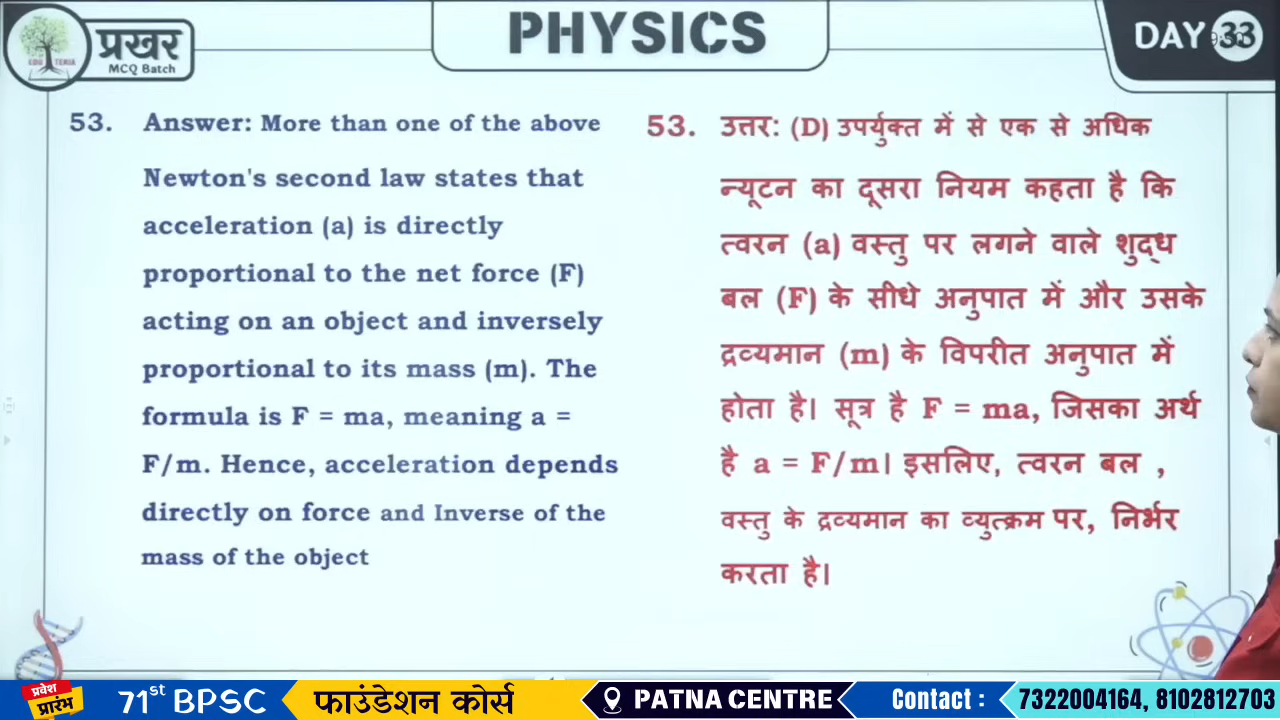 EDU TERIA
प्रखर
MCQ Batch
PHYSICS
DAY 33
53. Answer: More than one of the above
Newton's second law states that
acceleration (a) is directly
proportional to the net force (F)
acting on an object and inversely
proportional to its mass (m). The
formula is F = ma, meaning a =
F/m. Hence, acceleration depends
directly on force and Inverse of the
mass of the object
53. उत्तर: (D) उपर्युक्त में से एक से अधिक
न्यूटन का दूसरा नियम कहता है कि
त्वरन (a) वस्तु पर लगने वाले शुद्ध
बल (F) के सीधे अनुपात में और उसके
द्रव्यमान (m) के विपरीत अनुपात में
होता है। सूत्र है F = ma, जिसका अर्थ
है a = F/m। इसलिए, त्वरन बल ,
वस्तु के द्रव्यमान का व्युत्क्रम पर, निर्भर
करता है।
प्रवेश
प्रारंभ
71st BPSC
फाउंडेशन कोर्स
PATNA CENTRE
Contact :
7322004164, 8102812703